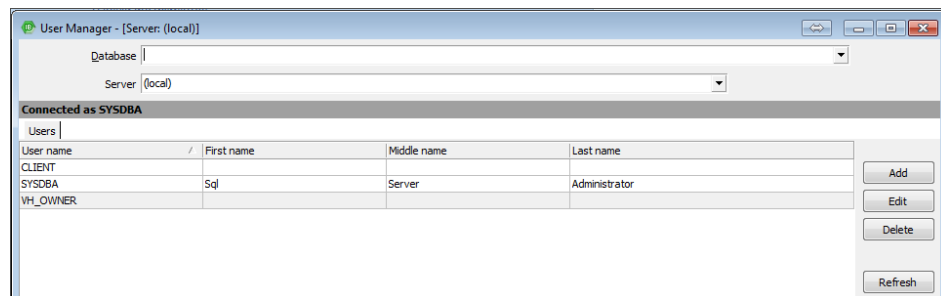 User Manager - [Server: (local)]
Database
Server (local)
Connected as SYSDBA
Users
User name / First name Middle name Last name
CLIENT
SYSDBA Sql Server Administrator
VH_OWNER
Add
Edit
Delete
Refresh